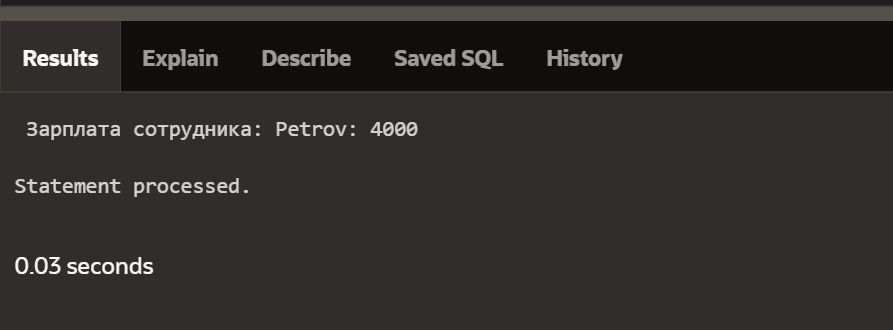 Results Explain Describe Saved SQL History
Зарплата сотрудника: Petrov: 4000
Statement processed.
0.03 seconds